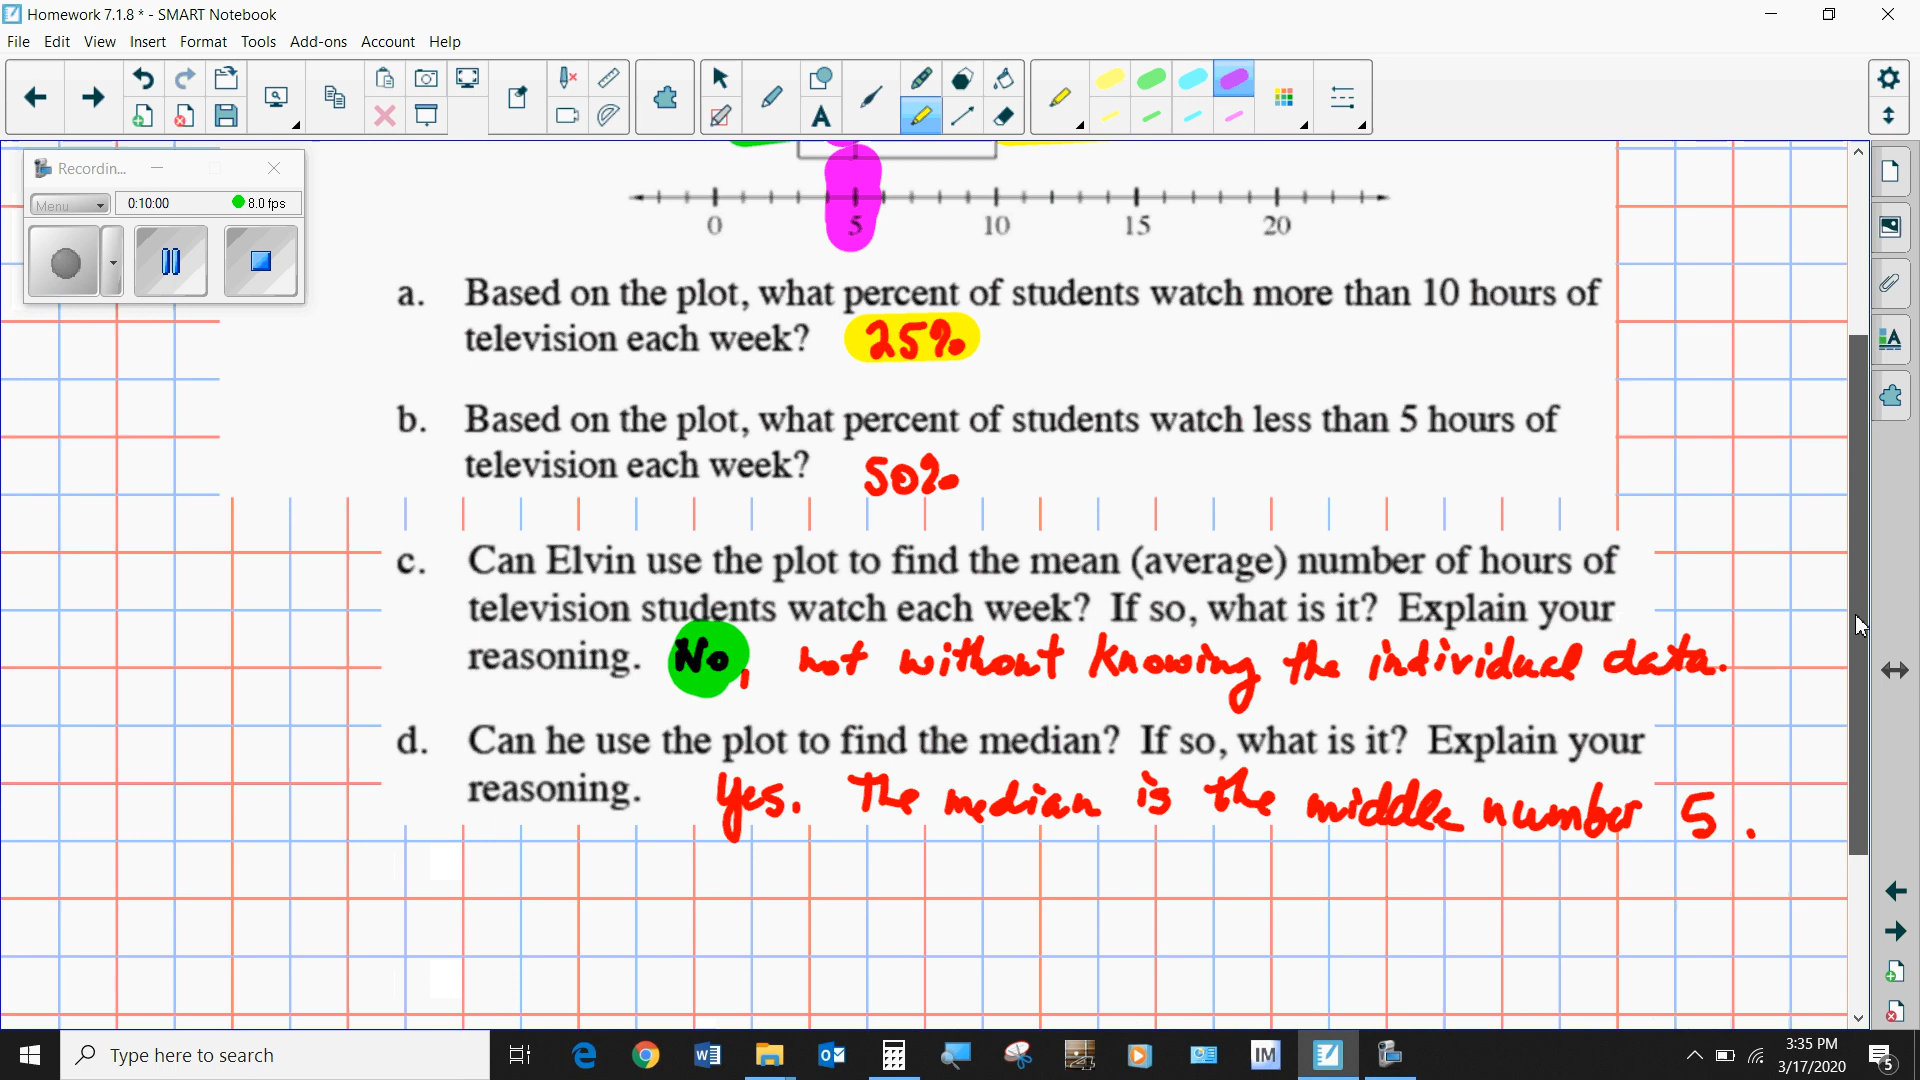 Homework 7.1.8 * - SMART Notebook
File Edit View Insert Format Tools Add-ons Account Help
Recordin...
Menu 0:10:00 8.0 fps
0 5 10 15 20
a. Based on the plot, what percent of students watch more than 10 hours of
television each week? 25%
b. Based on the plot, what percent of students watch less than 5 hours of
television each week? 50%
c. Can Elvin use the plot to find the mean (average) number of hours of
television students watch each week? If so, what is it? Explain your
reasoning. No, not without knowing the individual data.
d. Can he use the plot to find the median? If so, what is it? Explain your
reasoning. Yes. The median is the middle number 5.
Type here to search
IM
3:35 PM
3/17/2020
5